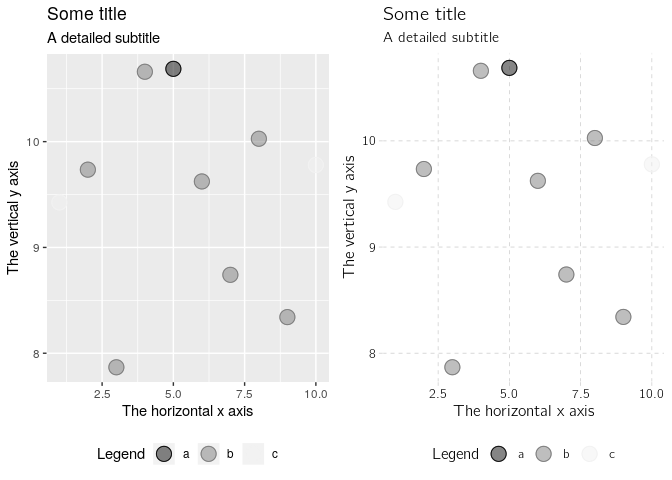 Some title
A detailed subtitle
10
9
8
The vertical y axis
2.5 5.0 7.5 10.0
The horizontal x axis
Legend a b c
Some title
A detailed subtitle
10
9
8
The vertical y axis
2.5 5.0 7.5 10.0
The horizontal x axis
Legend a b c